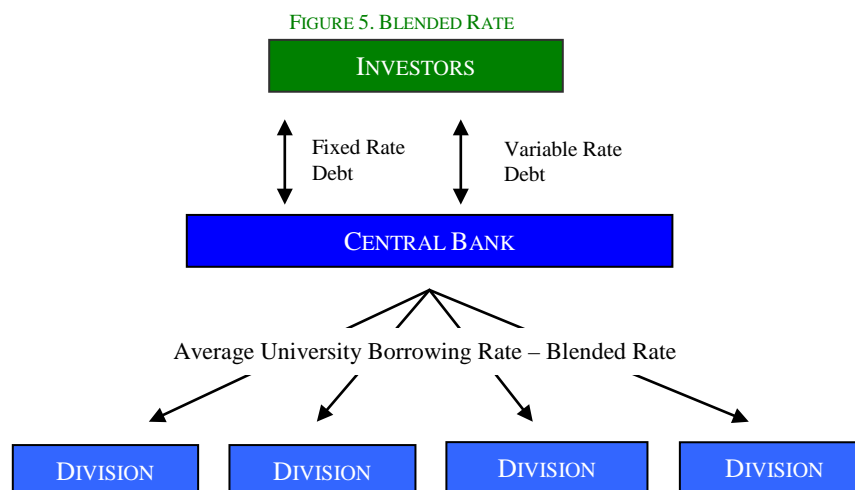 FIGURE 5. BLENDED RATE
INVESTORS
Fixed Rate
Debt
Variable Rate
Debt
CENTRAL BANK
Average University Borrowing Rate – Blended Rate
DIVISION DIVISION DIVISION DIVISION